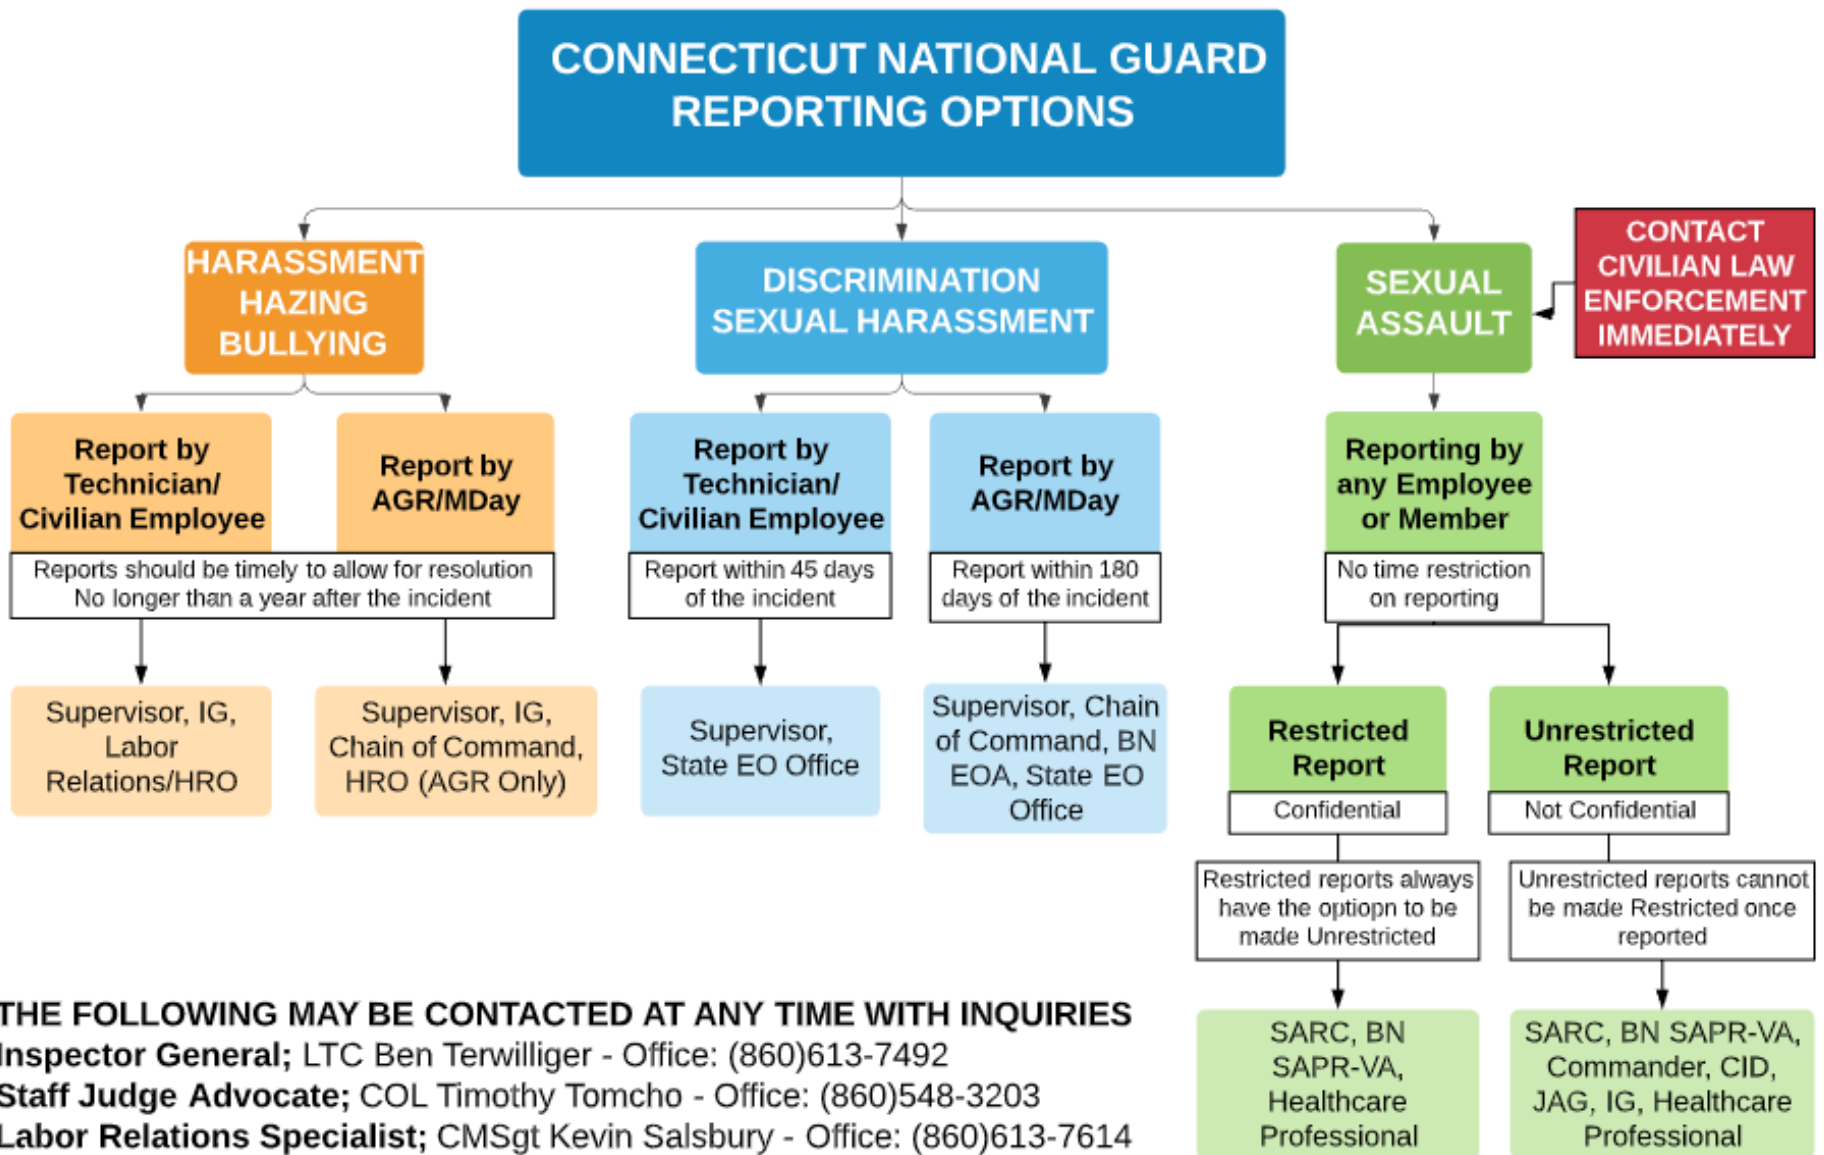 CONNECTICUT NATIONAL GUARD
REPORTING OPTIONS
HARASSMENT
HAZING
BULLYING
DISCRIMINATION
SEXUAL HARASSMENT
SEXUAL
ASSAULT
CONTACT
CIVILIAN LAW
ENFORCEMENT
IMMEDIATELY
Report by
Technician/
Civilian Employee
Report by
AGR/MDay
Reports should be timely to allow for resolution
No longer than a year after the incident
Supervisor, IG,
Labor
Relations/HRO
Supervisor, IG,
Chain of Command,
HRO (AGR Only)
Report by
Technician/
Civilian Employee
Report within 45 days
of the incident
Supervisor,
State EO Office
Report by
AGR/MDay
Report within 180
days of the incident
Supervisor, Chain
of Command, BN
EOA, State EO
Office
Reporting by
any Employee
or Member
No time restriction
on reporting
Restricted
Report
Confidential
Restricted reports always
have the optiopn to be
made Unrestricted
SARC, BN
SAPR-VA,
Healthcare
Professional
Unrestricted
Report
Not Confidential
Unrestricted reports cannot
be made Restricted once
reported
SARC, BN SAPR-VA,
Commander, CID,
JAG, IG, Healthcare
Professional
THE FOLLOWING MAY BE CONTACTED AT ANY TIME WITH INQUIRIES
Inspector General; LTC Ben Terwilliger - Office: (860)613-7492
Staff Judge Advocate; COL Timothy Tomcho - Office: (860)548-3203
Labor Relations Specialist; CMSgt Kevin Salsbury - Office: (860)613-7614